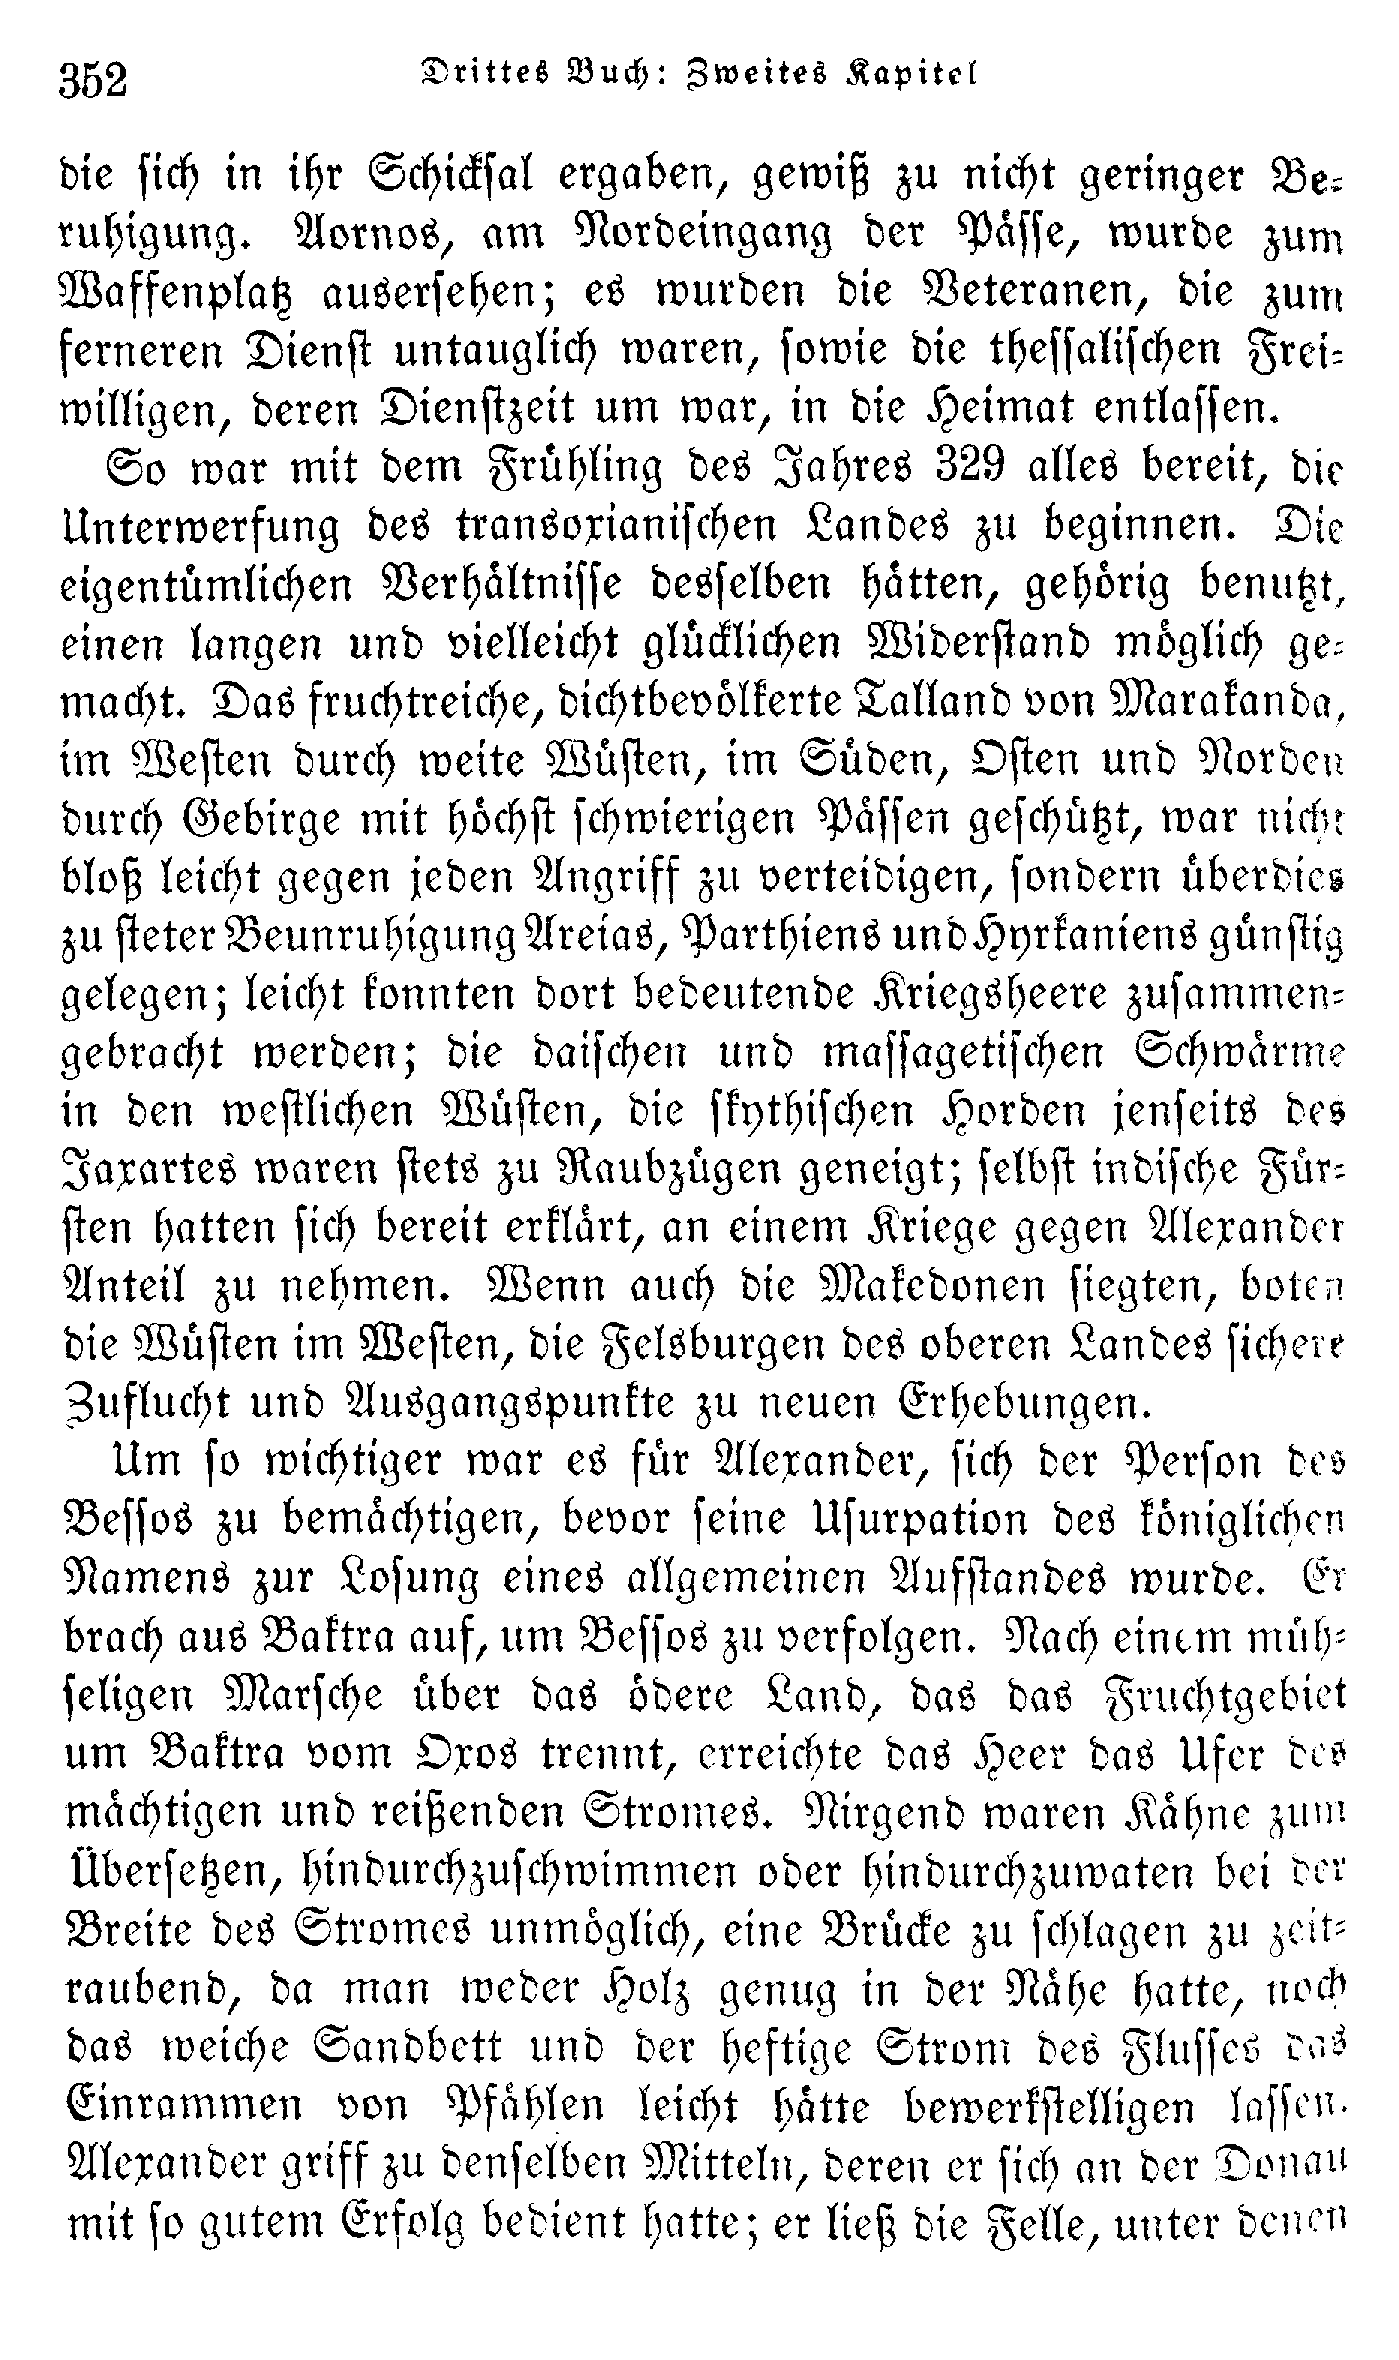 352 Drittes Buch: Zweites Kapitel
die sich in ihr Schicksal ergaben, gewiß zu nicht geringer Be-
ruhigung. Aornos, am Nordeingang der Pässe, wurde zum
Waffenplatz ausersehen; es wurden die Veteranen, die zum
ferneren Dienst untauglich waren, sowie die thessalischen Frei-
willigen, deren Dienstzeit um war, in die Heimat entlassen.
So war mit dem Frühling des Jahres 329 alles bereit, die
Unterwerfung des transoxianischen Landes zu beginnen. Die
eigentümlichen Verhältnisse desselben hätten, gehörig benutzt,
einen langen und vielleicht glücklichen Widerstand möglich ge-
macht. Das fruchtreiche, dichtbevölkerte Talland von Marakanda,
im Westen durch weite Wüsten, im Süden, Osten und Norden
durch Gebirge mit höchst schwierigen Pässen geschützt, war nicht
bloß leicht gegen jeden Angriff zu verteidigen, sondern überdies
zu steter Beunruhigung Areias, Parthiens und Hyrkaniens günstig
gelegen; leicht konnten dort bedeutende Kriegsheere zusammen-
gebracht werden; die daischen und massagetischen Schwärme
in den westlichen Wüsten, die skythischen Horden jenseits des
Jaxartes waren stets zu Raubzügen geneigt; selbst indische Für-
sten hatten sich bereit erklärt, an einem Kriege gegen Alexander
Anteil zu nehmen. Wenn auch die Makedonen siegten, boten
die Wüsten im Westen, die Felsburgen des oberen Landes sichere
Zuflucht und Ausgangspunkte zu neuen Erhebungen.
Um so wichtiger war es für Alexander, sich der Person des
Bessos zu bemächtigen, bevor seine Usurpation des königlichen
Namens zur Losung eines allgemeinen Aufstandes wurde. Er
brach aus Baktra auf, um Bessos zu verfolgen. Nach einem müh-
seligen Marsche über das ödere Land, das das Fruchtgebiet
um Baktra vom Oxos trennt, erreichte das Heer das Ufer des
mächtigen und reißenden Stromes. Nirgend waren Kähne zum
Übersetzen, hindurchzuschwimmen oder hindurchzuwaten bei der
Breite des Stromes unmöglich, eine Brücke zu schlagen zu zeit-
raubend, da man weder Holz genug in der Nähe hatte, noch
das weiche Sandbett und der heftige Strom des Flusses das
Einrammen von Pfählen leicht hätte bewerkstelligen lassen.
Alexander griff zu denselben Mitteln, deren er sich an der Donau
mit so gutem Erfolg bedient hatte; er ließ die Felle, unter denen